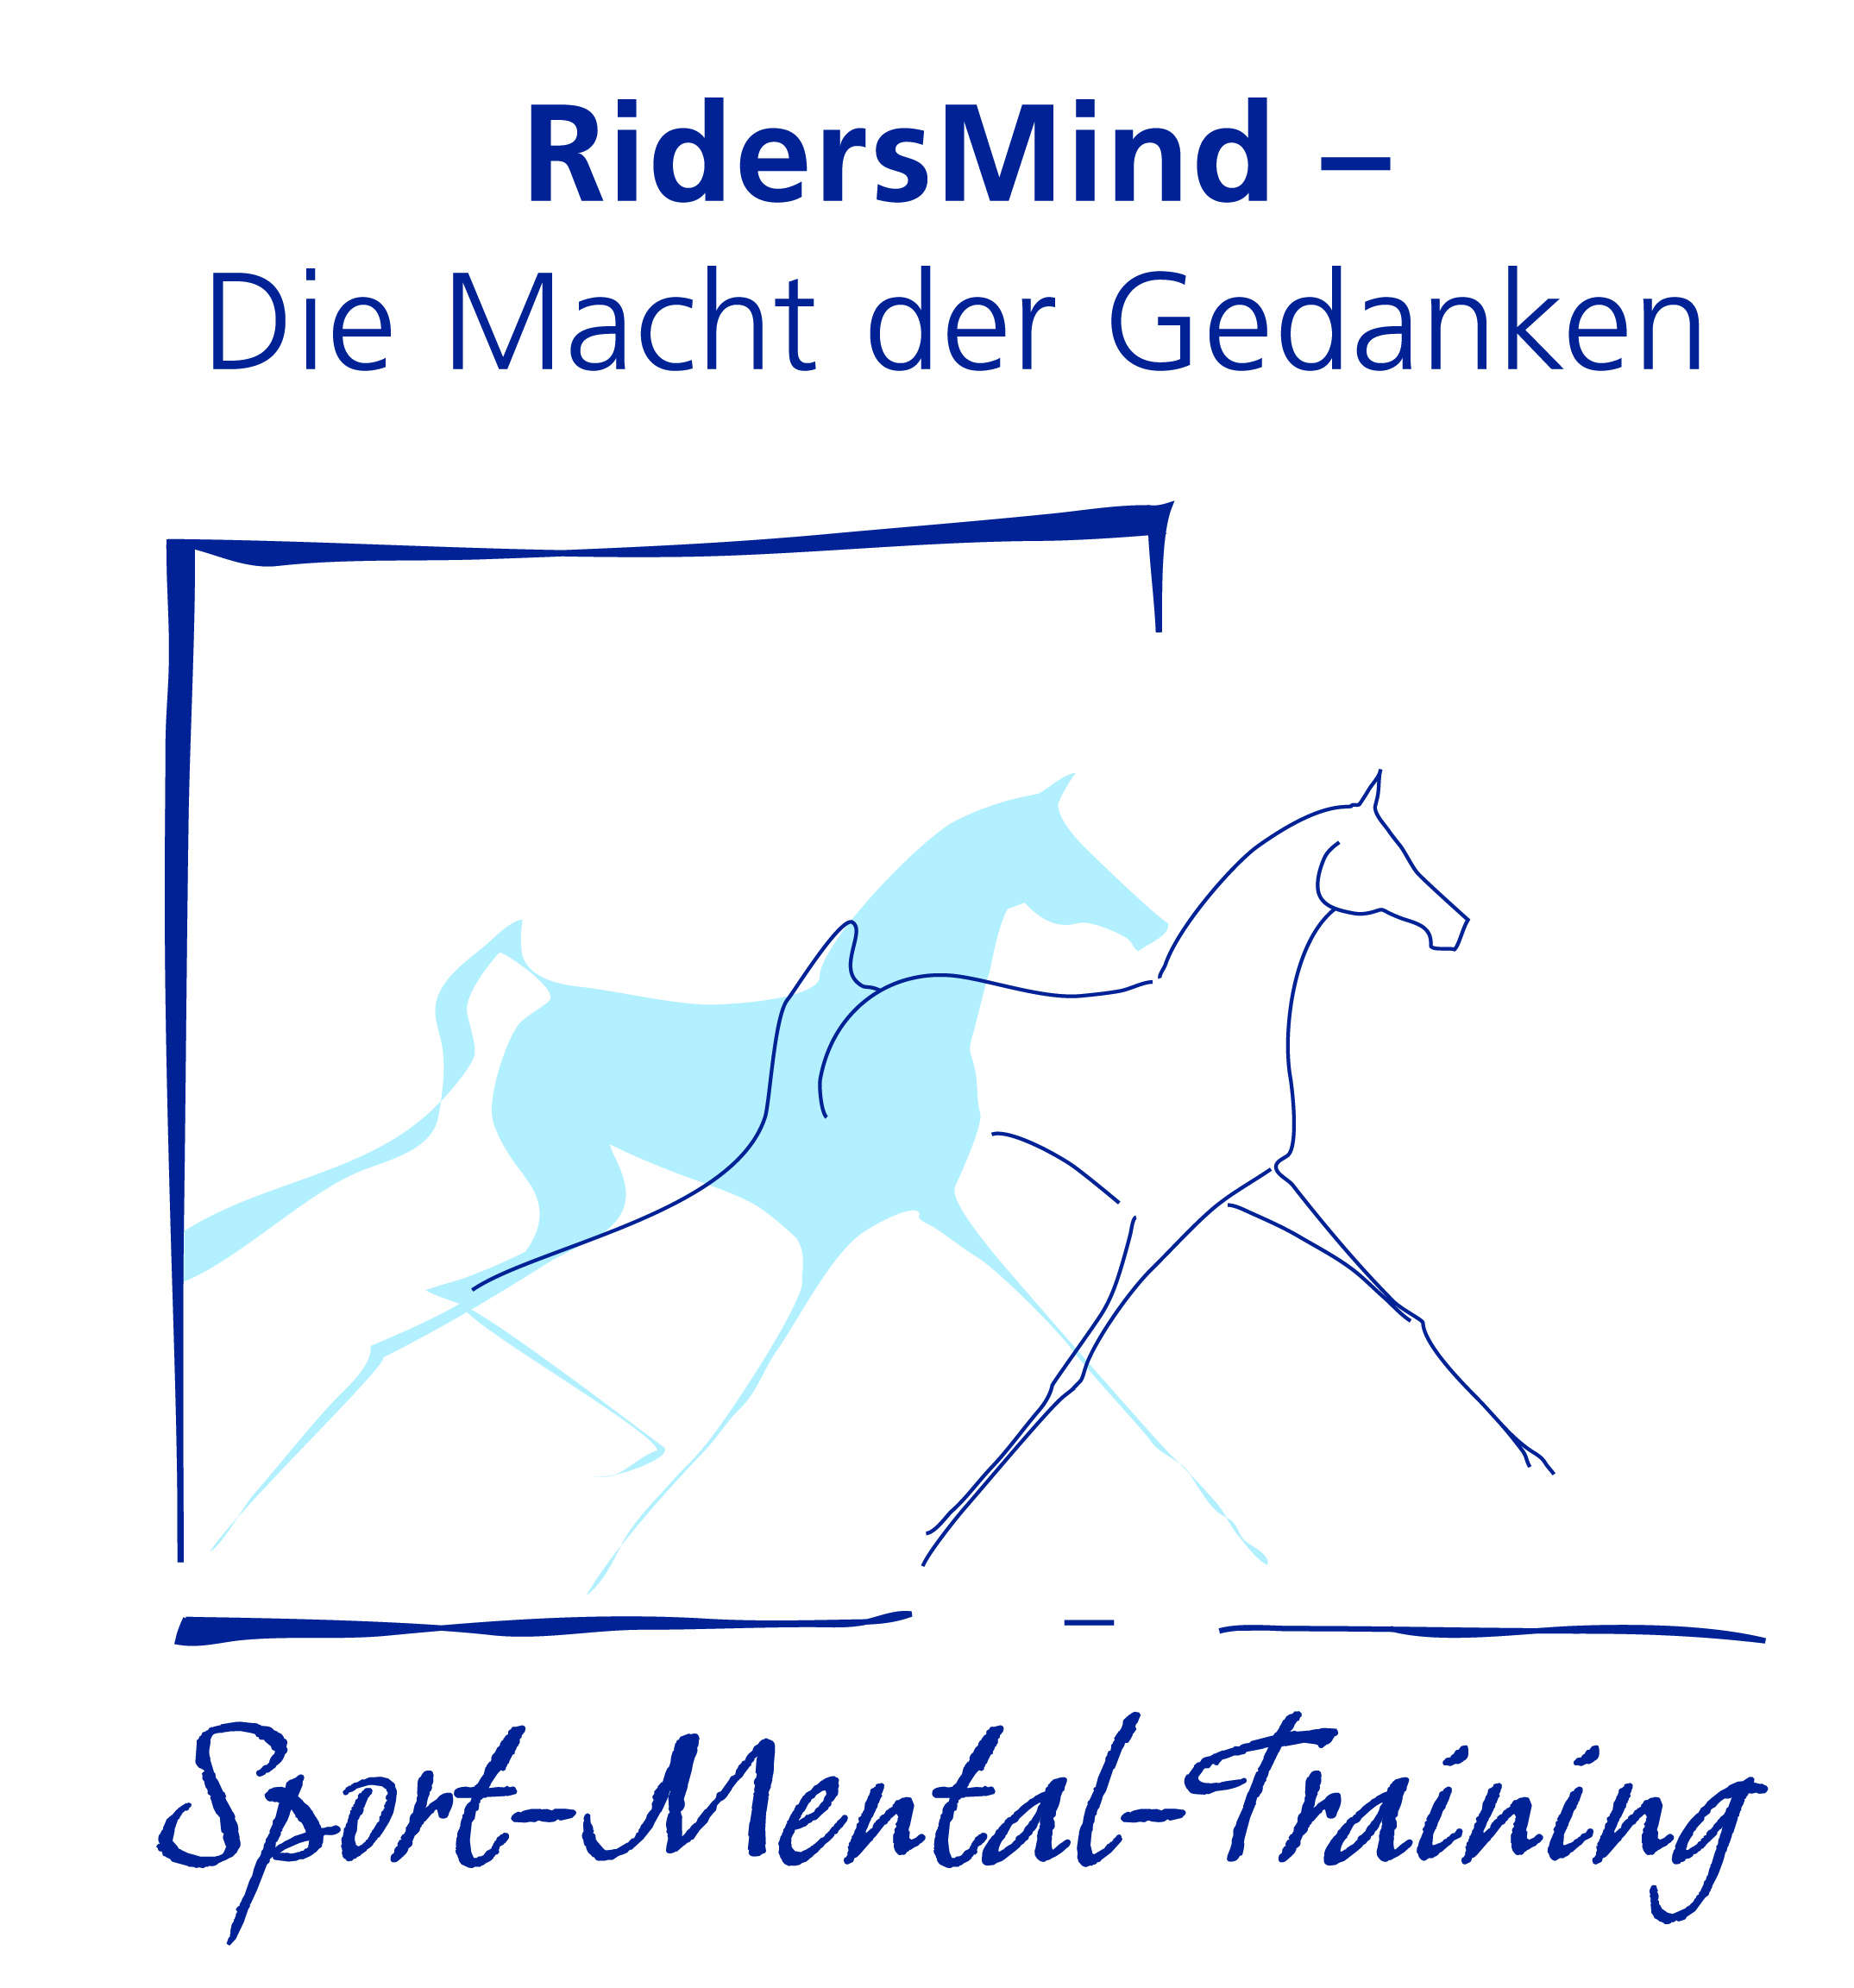 RidersMind –
Die Macht der Gedanken
Sport-Mental-Training